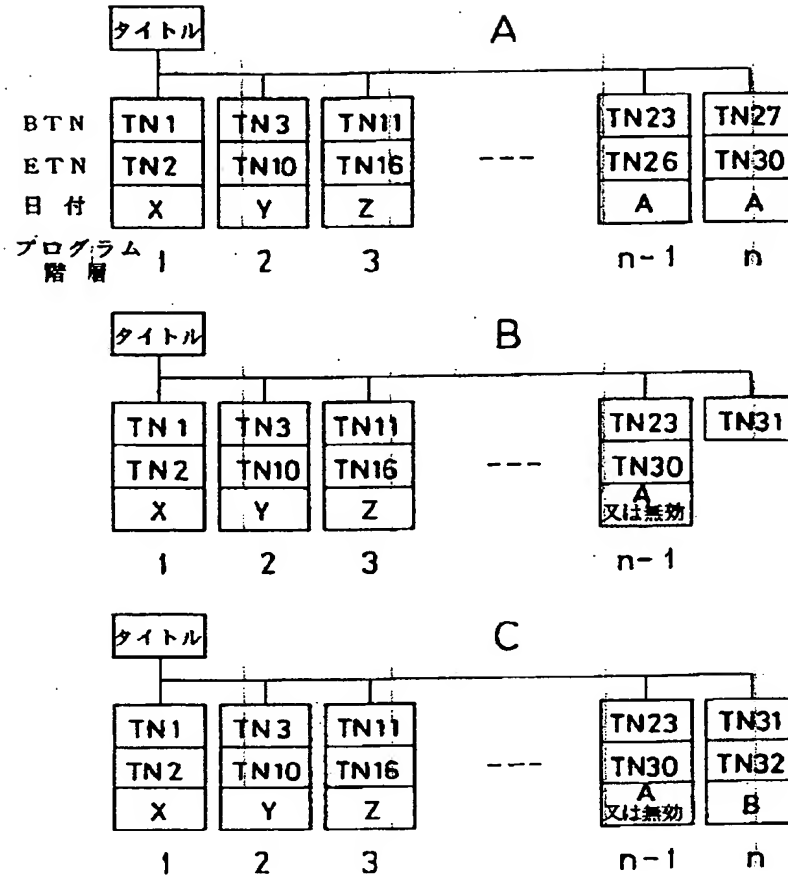 タイトル
A
BTN TN1 TN3 TN11 TN23 TN27
ETN TN2 TN10 TN16 --- TN26 TN30
日付 X Y Z A A
プログラム
階層 1 2 3 n-1 n
タイトル
B
TN1 TN3 TN11 TN23 TN31
TN2 TN10 TN16 --- TN30
X Y Z A
又は無効
1 2 3 n-1
タイトル
C
TN1 TN3 TN11 TN23 TN31
TN2 TN10 TN16 --- TN30 TN32
X Y Z A B
又は無効
1 2 3 n-1 n